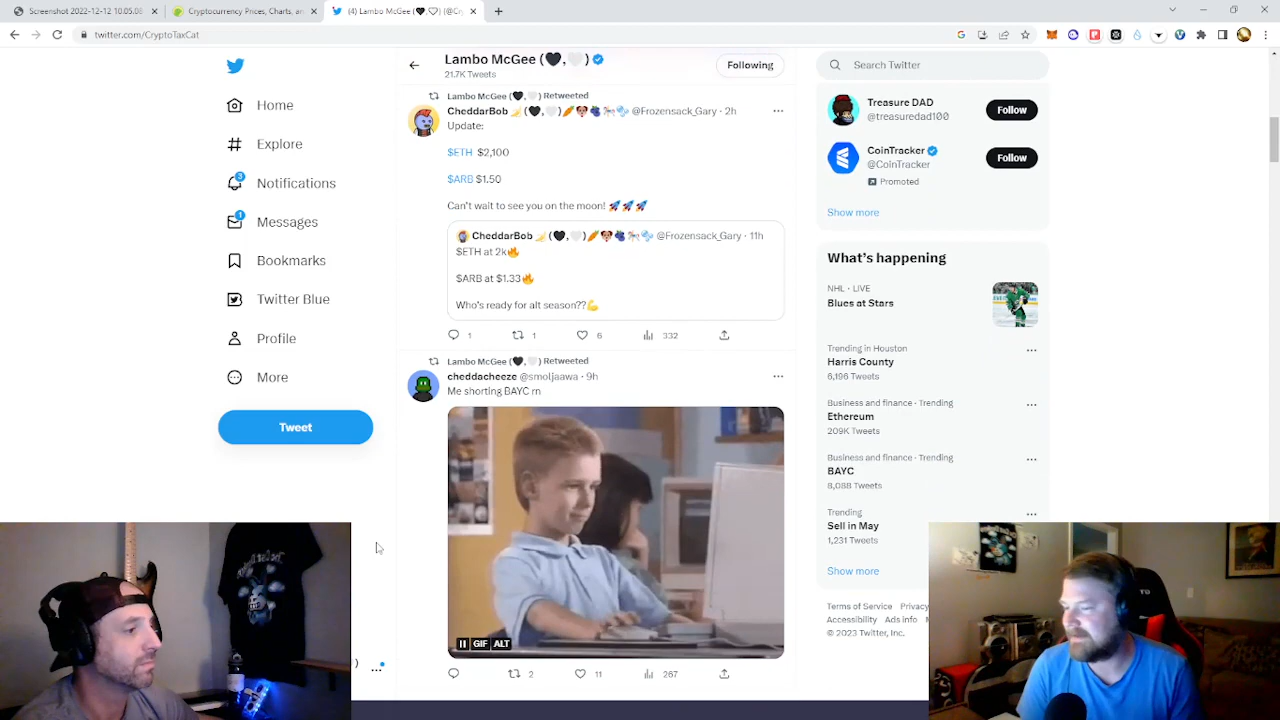 Screenshot 2022-12-12 10.05.08
Cryptocurrency Prices, Charts, an
(4) Lambo McGee (🖤,🤍) (@Cr
twitter.com/CryptoTaxCat
Home
Explore
3
Notifications
1
Messages
Bookmarks
Twitter Blue
Profile
More
Tweet
Lambo McGee (🖤,🤍)
21.7K Tweets
Following
Lambo McGee (🖤,🤍) Retweeted
CheddarBob 🌙(🖤,🤍)🥕🐶🍇🐎🫧 @Frozensack_Gary · 2h
Update:
$ETH $2,100
$ARB $1.50
Can't wait to see you on the moon! 🚀🚀🚀
CheddarBob 🌙(🖤,🤍)🥕🐶🍇🐎🫧 @Frozensack_Gary · 11h
$ETH at 2k🔥
$ARB at $1.33🔥
Who's ready for alt season??💪
1 1 6 332
Lambo McGee (🖤,🤍) Retweeted
cheddacheeze @smoljaawa · 9h
Me shorting BAYC rn
GIF ALT
2 11 267
Search Twitter
Treasure DAD
@treasuredad100
Follow
CoinTracker
@CoinTracker
Promoted
Follow
Show more
What's happening
NHL · LIVE
Blues at Stars
Trending in Houston
Harris County
6,196 Tweets
Business and finance · Trending
Ethereum
209K Tweets
Business and finance · Trending
BAYC
8,088 Tweets
Trending
Sell in May
1,231 Tweets
Show more
Terms of Service Privacy
Accessibility Ads info
© 2023 Twitter, Inc.